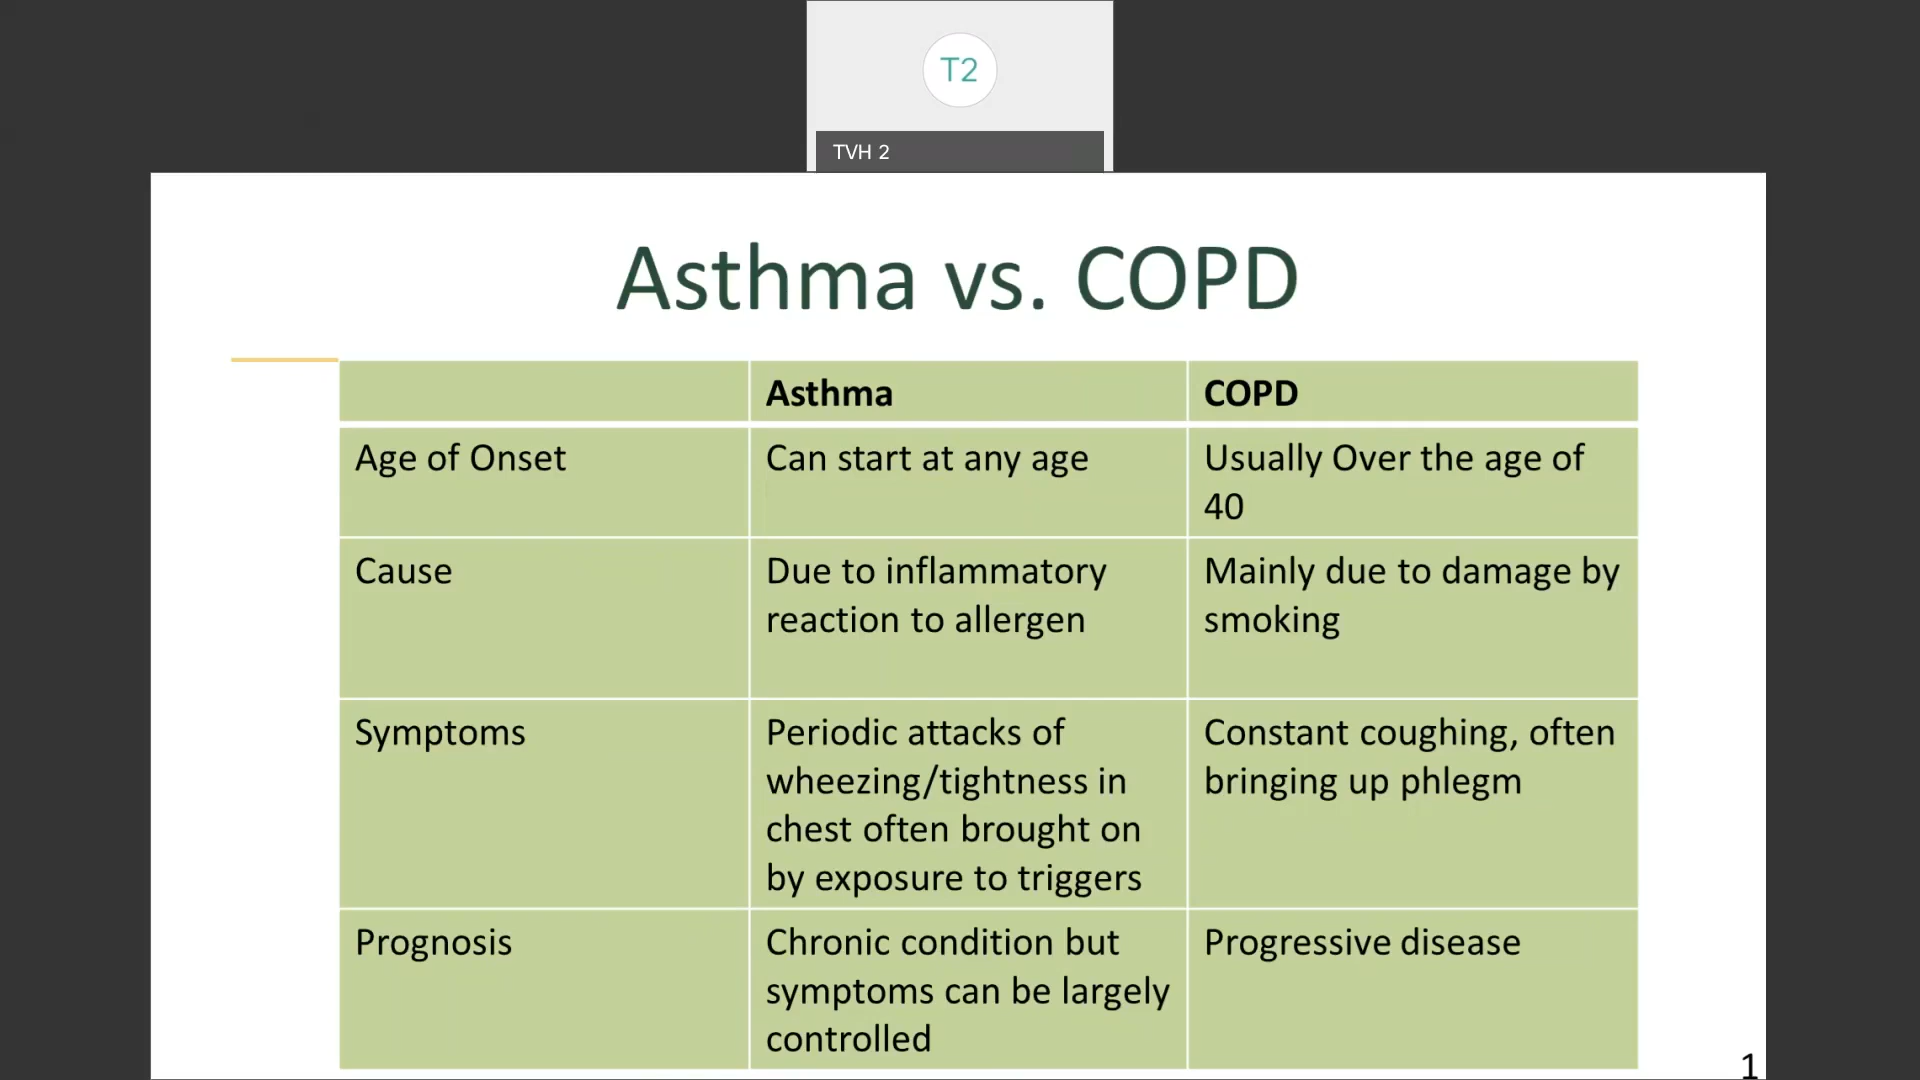 T2
TVH 2
Asthma vs. COPD
Asthma
COPD
Age of Onset
Can start at any age
Usually Over the age of
40
Cause
Due to inflammatory
reaction to allergen
Mainly due to damage by
smoking
Symptoms
Periodic attacks of
wheezing/tightness in
chest often brought on
by exposure to triggers
Constant coughing, often
bringing up phlegm
Prognosis
Chronic condition but
symptoms can be largely
controlled
Progressive disease
1